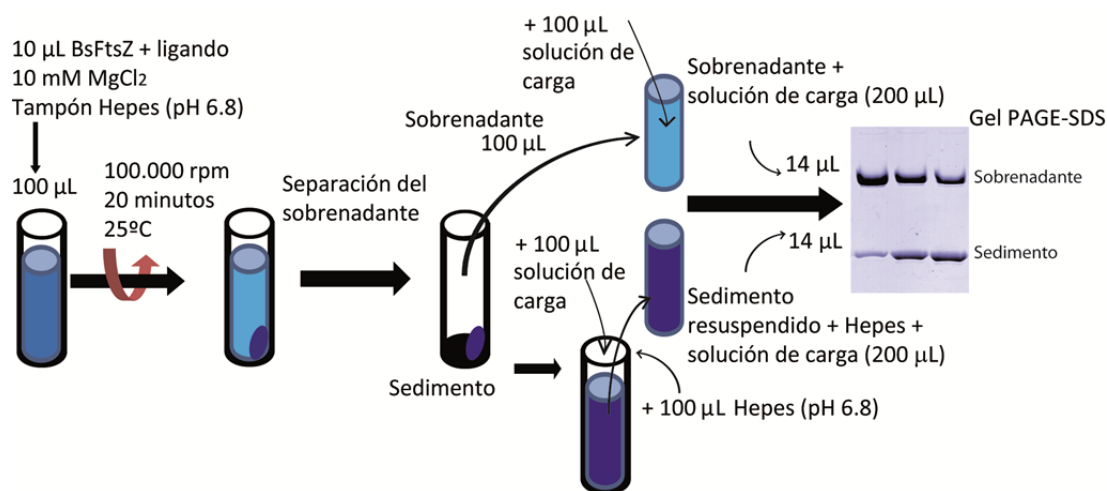 10 µL BsFtsZ + ligando
10 mM MgCl2
Tampón Hepes (pH 6.8)
100 µL
100.000 rpm
20 minutos
25ºC
Separación del
sobrenadante
Sobrenadante
100 µL
Sedimento
+ 100 µL
solución de
carga
+ 100 µL
solución de
carga
+ 100 µL Hepes (pH 6.8)
Sobrenadante +
solución de carga (200 µL)
Sedimento
resuspendido + Hepes +
solución de carga (200 µL)
14 µL
14 µL
Gel PAGE-SDS
Sobrenadante
Sedimento